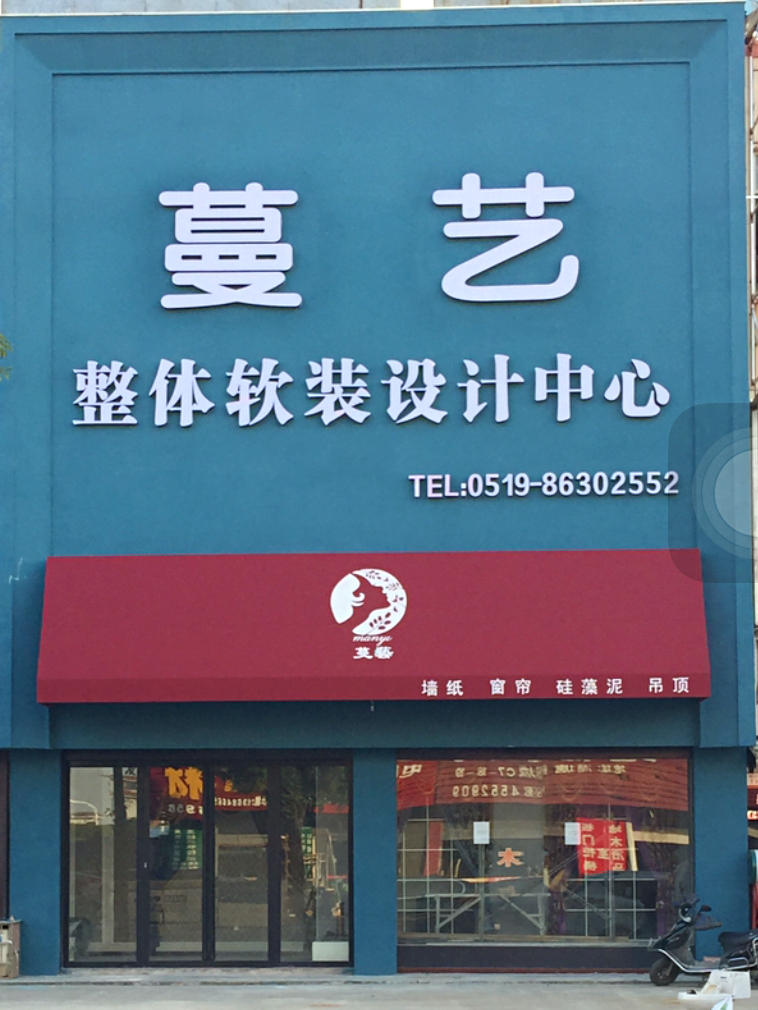 蔓艺
整体软装设计中心
TEL:0519-86302552
manyi
蔓藝
墙纸 窗帘 硅藻泥 吊顶